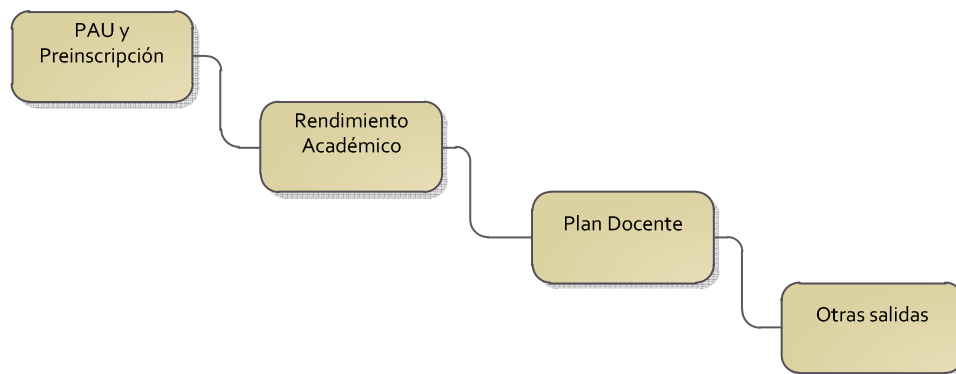 PAU y
Preinscripción
Rendimiento
Académico
Plan Docente
Otras salidas